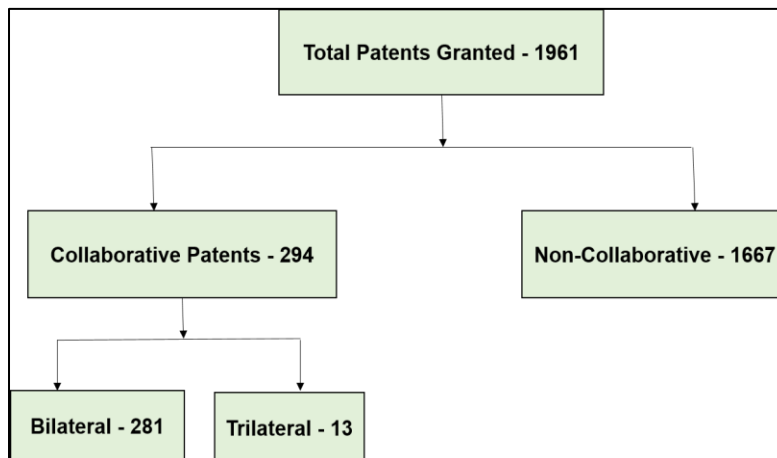 Total Patents Granted - 1961
Collaborative Patents - 294
Non-Collaborative - 1667
Bilateral - 281
Trilateral - 13